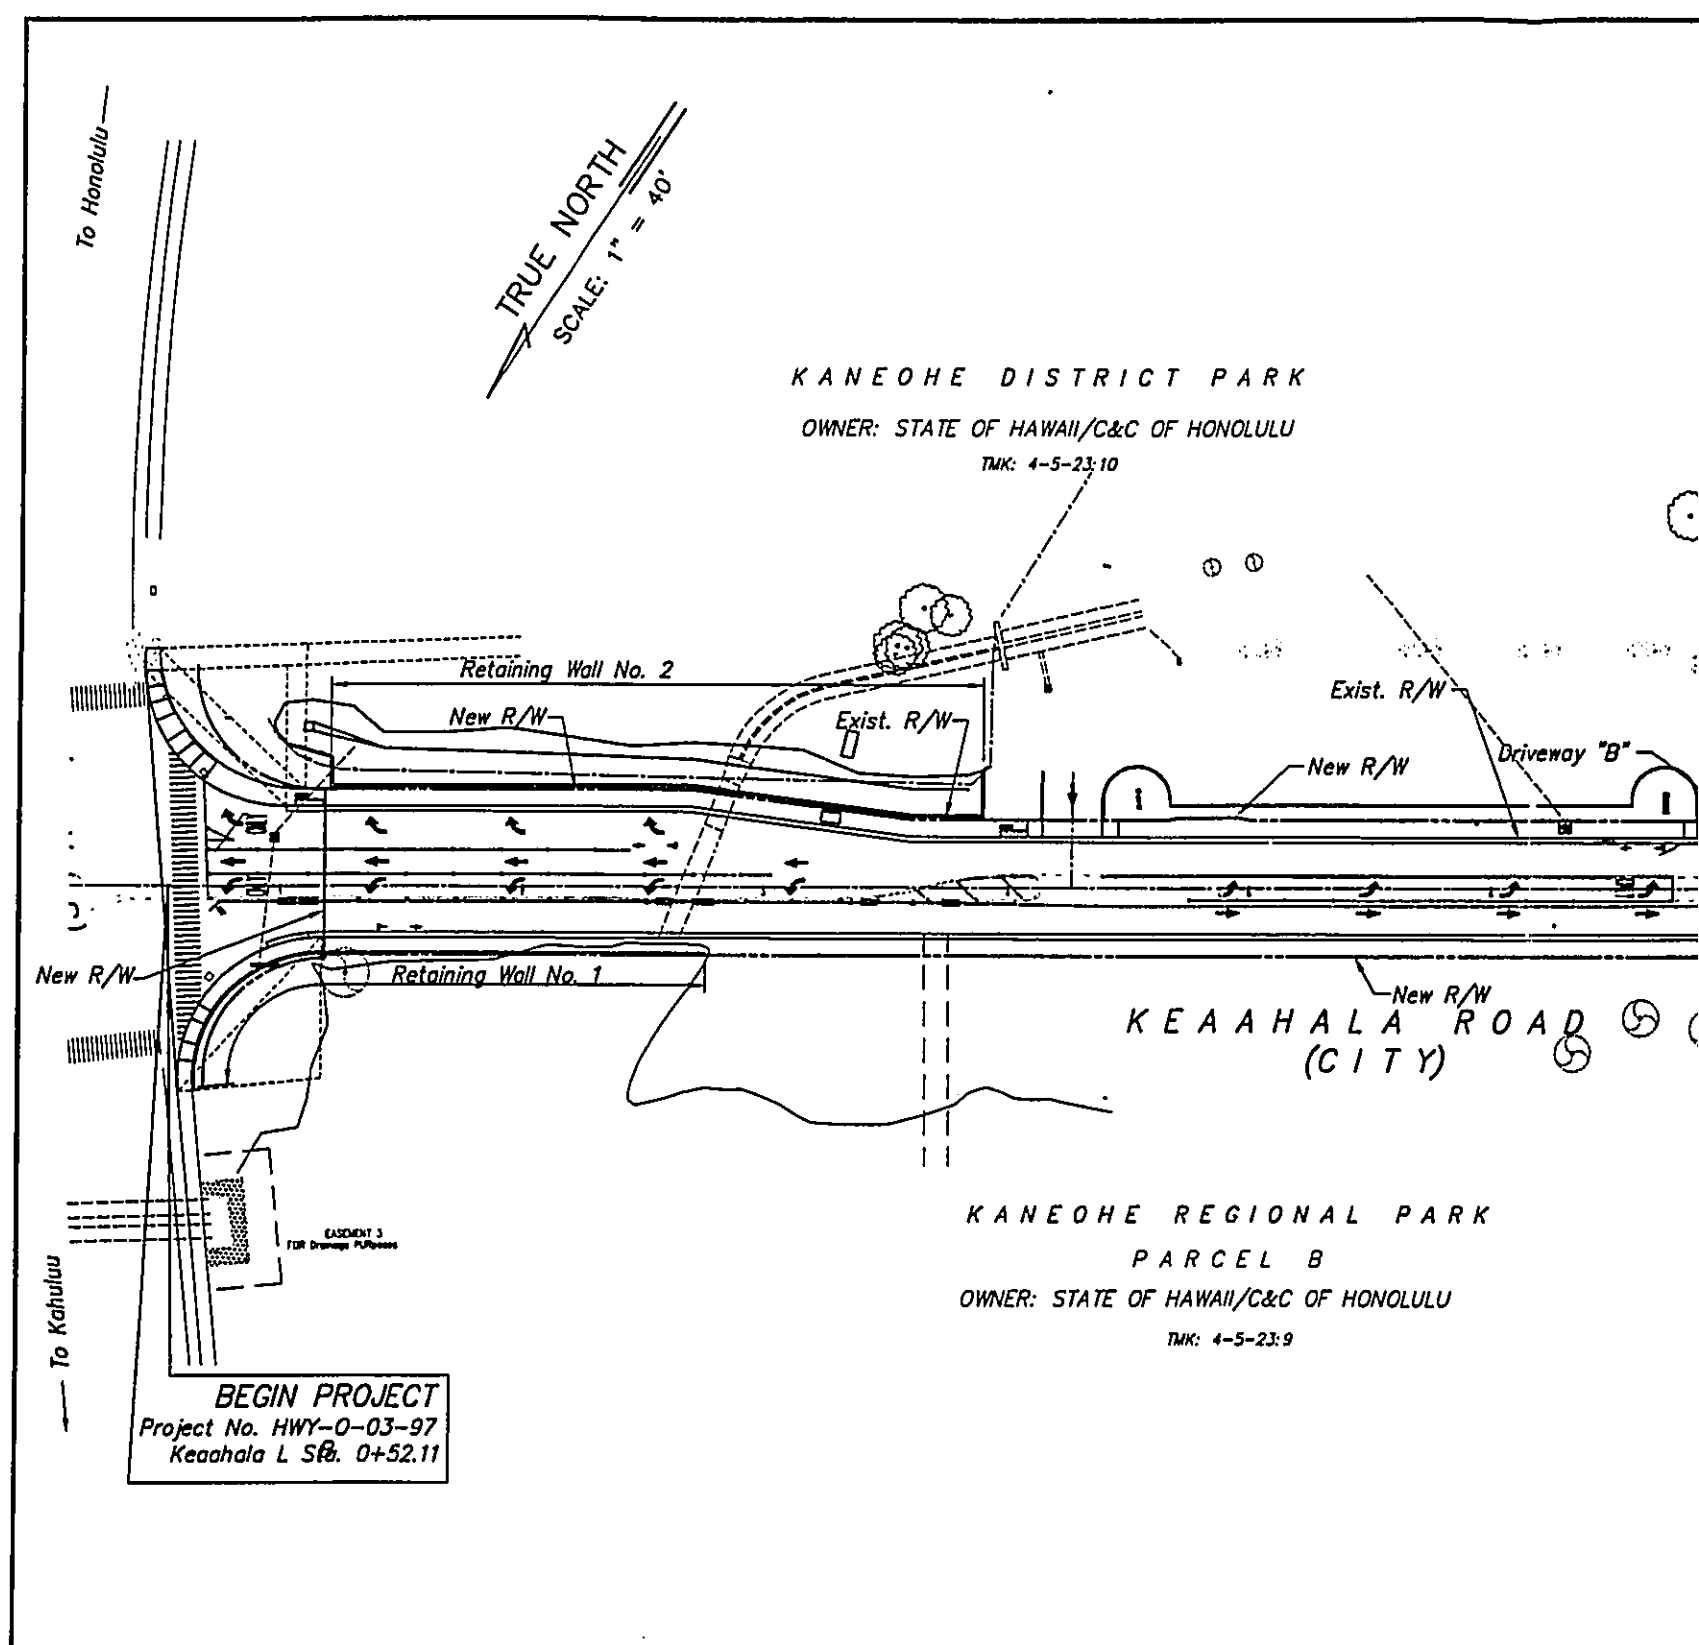 To Honolulu
TRUE NORTH
SCALE: 1" = 40'
KANEOHE DISTRICT PARK
OWNER: STATE OF HAWAII/C&C OF HONOLULU
TMK: 4-5-23:10
Retaining Wall No. 2
New R/W
Exist. R/W
Exist. R/W
Driveway "B"
New R/W
New R/W
Retaining Wall No. 1
New R/W
KEAAHALA ROAD
(CITY)
KANEOHE REGIONAL PARK
PARCEL B
OWNER: STATE OF HAWAII/C&C OF HONOLULU
TMK: 4-5-23:9
EASEMENT 3
FOR Drainage PURposes
To Kahuluu
BEGIN PROJECT
Project No. HWY-O-03-97
Keaahala L Sta. 0+52.11